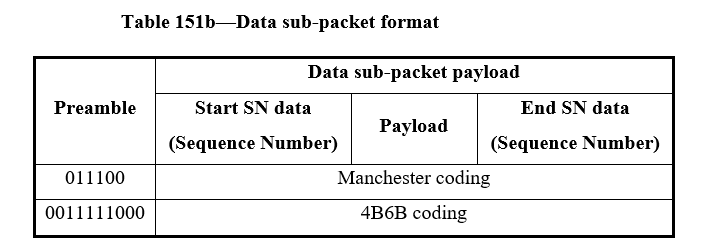 Table 151b—Data sub-packet format
Data sub-packet payload
Preamble
Start SN data
(Sequence Number)
Payload
End SN data
(Sequence Number)
011100
Manchester coding
0011111000
4B6B coding